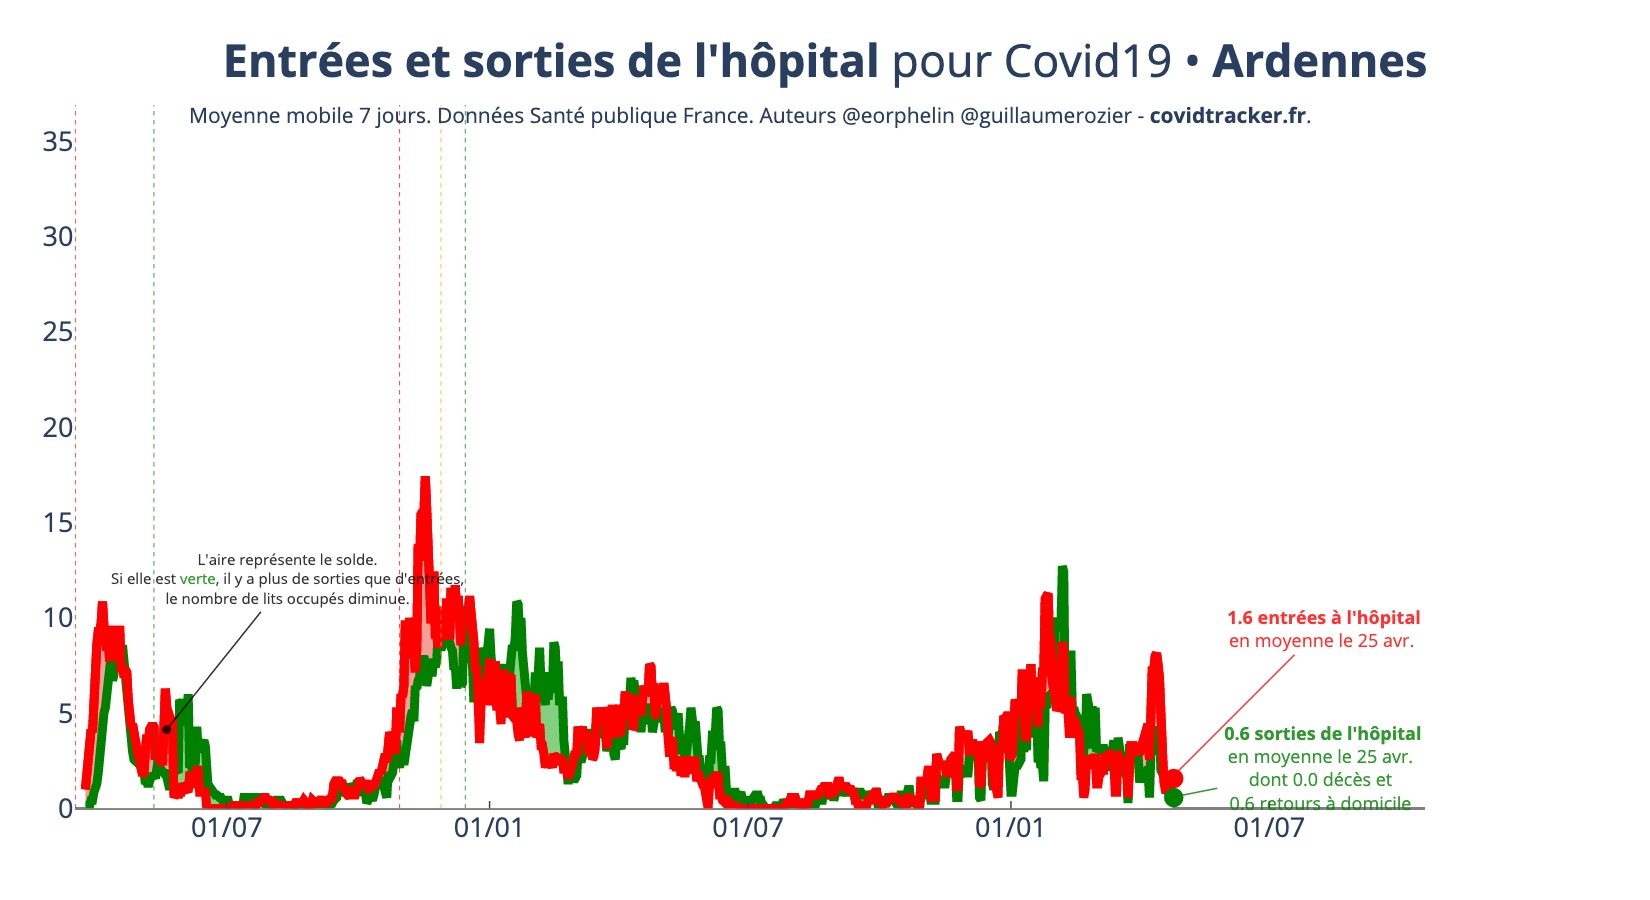 Entrées et sorties de l'hôpital pour Covid19 • Ardennes
Moyenne mobile 7 jours. Données Santé publique France. Auteurs @eorphelin @guillaumerozier - covidtracker.fr.
35
30
25
20
15
10
5
0
L'aire représente le solde.
Si elle est verte, il y a plus de sorties que d'entrées,
le nombre de lits occupés diminue.
1.6 entrées à l'hôpital
en moyenne le 25 avr.
0.6 sorties de l'hôpital
en moyenne le 25 avr.
dont 0.0 décès et
0.6 retours à domicile
01/07
01/01
01/07
01/01
01/07